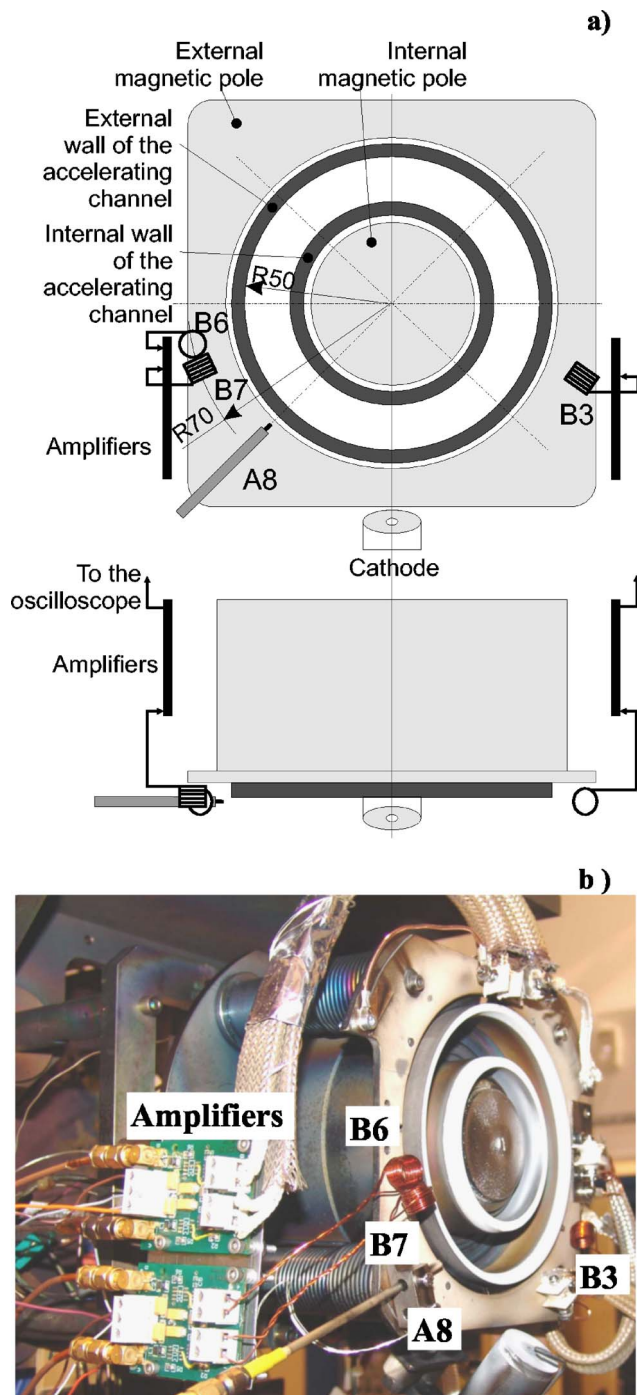 a)
External
magnetic pole
Internal
magnetic pole
External
wall of the
accelerating
channel
Internal wall
of the
accelerating
channel
R50
B6
B7
R70
B3
Amplifiers
A8
Cathode
To the
oscilloscope
Amplifiers
b )
Amplifiers
B6
B7
B3
A8